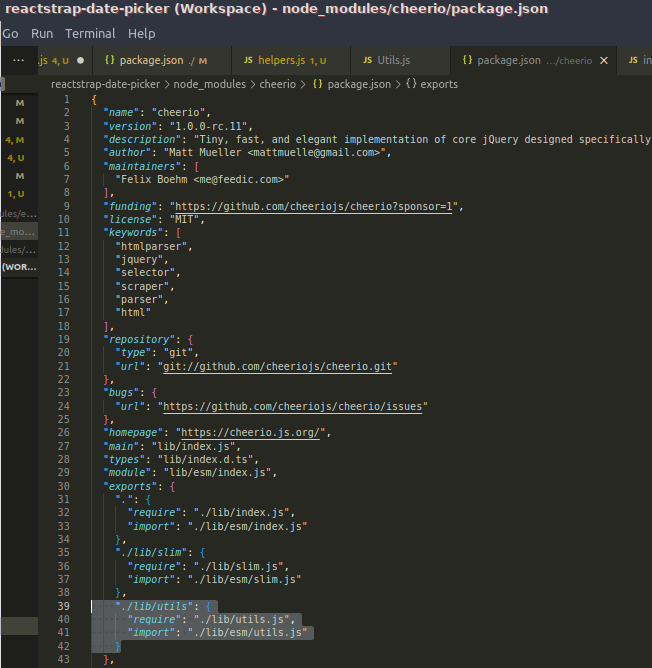 reactstrap-date-picker (Workspace) - node_modules/cheerio/package.json
Go Run Terminal Help
... .js 4, U ● {} package.json ./ M JS helpers.js 1, U JS Utils.js {} package.json .../cheerio × JS in
reactstrap-date-picker > node_modules > cheerio > {} package.json > {} exports
M
M
4, M
4, U
M
1, U
ules/e...
e_mo...
dules/...
(WOR...
1 {
2 "name": "cheerio",
3 "version": "1.0.0-rc.11",
4 "description": "Tiny, fast, and elegant implementation of core jQuery designed specifically
5 "author": "Matt Mueller <mattmuelle@gmail.com>",
6 "maintainers": [
7 "Felix Boehm <me@feedic.com>"
8 ],
9 "funding": "https://github.com/cheeriojs/cheerio?sponsor=1",
10 "license": "MIT",
11 "keywords": [
12 "htmlparser",
13 "jquery",
14 "selector",
15 "scraper",
16 "parser",
17 "html"
18 ],
19 "repository": {
20 "type": "git",
21 "url": "git://github.com/cheeriojs/cheerio.git"
22 },
23 "bugs": {
24 "url": "https://github.com/cheeriojs/cheerio/issues"
25 },
26 "homepage": "https://cheerio.js.org/",
27 "main": "lib/index.js",
28 "types": "lib/index.d.ts",
29 "module": "lib/esm/index.js",
30 "exports": {
31 ".": {
32 "require": "./lib/index.js",
33 "import": "./lib/esm/index.js"
34 },
35 "./lib/slim": {
36 "require": "./lib/slim.js",
37 "import": "./lib/esm/slim.js"
38 },
39 "./lib/utils": {
40 "require": "./lib/utils.js",
41 "import": "./lib/esm/utils.js"
42 }
43 },